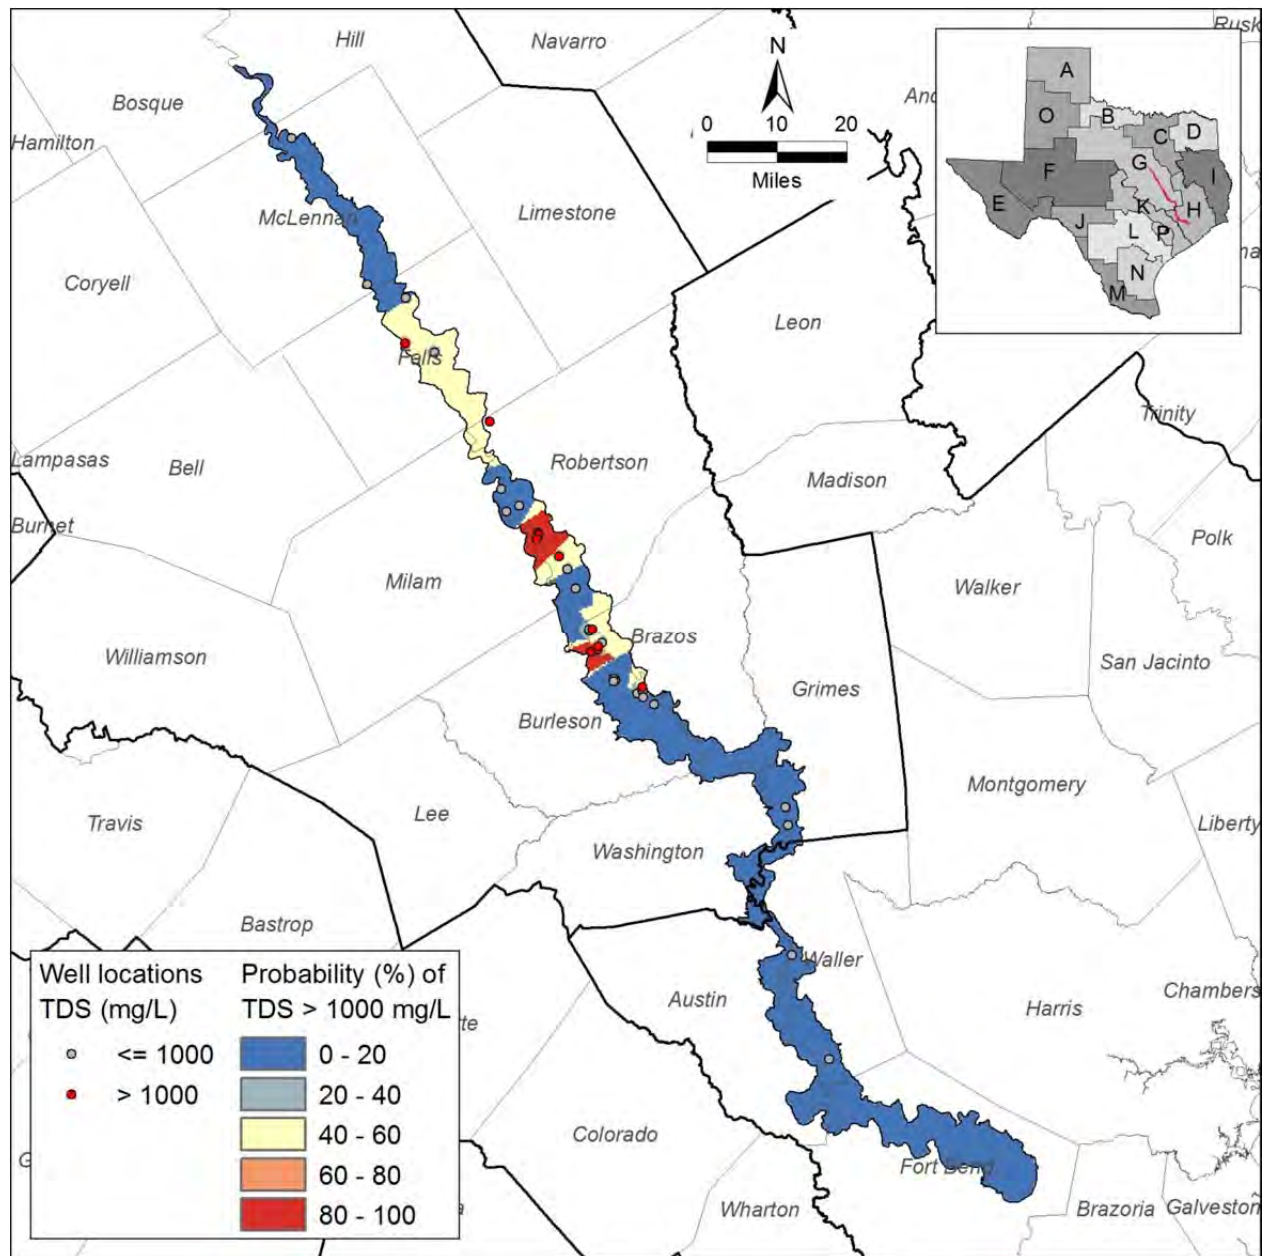 Hill
Navarro
Rusk
Bosque
Hamilton
McLennan
Limestone
Coryell
Leon
Falls
Trinity
Lampasas
Bell
Robertson
Madison
Burnet
Polk
Milam
Walker
Williamson
Brazos
San Jacinto
Grimes
Burleson
Montgomery
Travis
Lee
Liberty
Washington
Bastrop
Waller
Austin
Harris
Chambers
Colorado
Fort Bend
Wharton
Brazoria
Galveston
N
0 10 20
Miles
A
O
B
C
D
G
F
I
E
K
H
J
L
P
N
M
Well locations
TDS (mg/L)
<= 1000
> 1000
Probability (%) of
TDS > 1000 mg/L
0 - 20
20 - 40
40 - 60
60 - 80
80 - 100